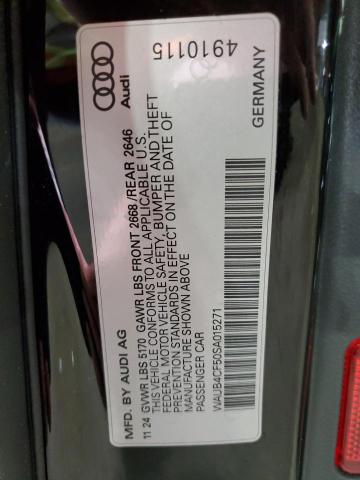 Audi
4910115
MFD. BY AUDI AG
GERMANY
11 24 GVWR LBS 5170 GAWR LBS FRONT 2668 /REAR 2646
THIS VEHICLE CONFORMS TO ALL APPLICABLE U.S.
FEDERAL MOTOR VEHICLE SAFETY, BUMPER AND THEFT
PREVENTION STANDARDS IN EFFECT ON THE DATE OF
MANUFACTURE SHOWN ABOVE
PASSENGER CAR
WAUB4CF50SA015271